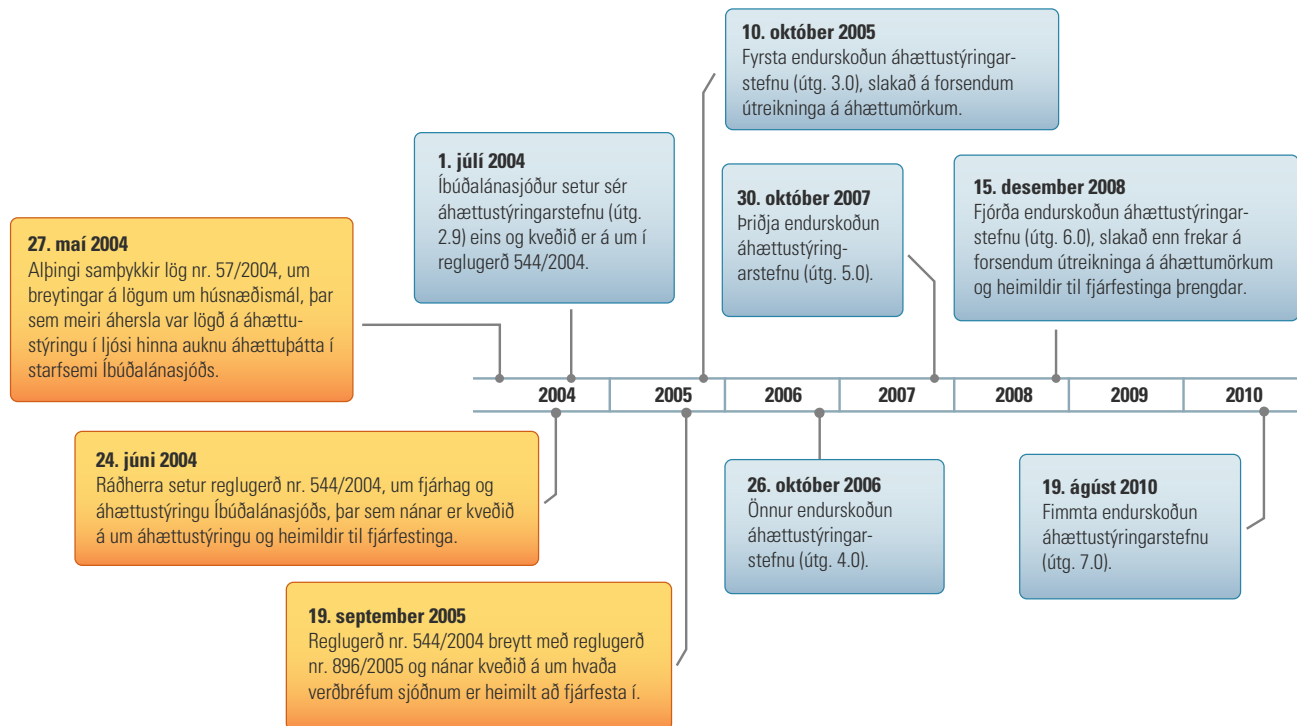 10. október 2005
Fyrsta endurskoðun áhættustýringar-
stefnu (útg. 3.0), slakað á forsendum
útreikninga á áhættumörkum.
1. júlí 2004
Íbúðalánasjóður setur sér
áhættustýringarstefnu (útg.
2.9) eins og kveðið er á um í
reglugerð 544/2004.
30. október 2007
Þriðja endurskoðun
áhættustýring-
arstefnu (útg. 5.0).
15. desember 2008
Fjórða endurskoðun áhættustýringar-
stefnu (útg. 6.0), slakað enn frekar á
forsendum útreikninga á áhættumörkum
og heimildir til fjárfestinga þrengdar.
27. maí 2004
Alþingi samþykkir lög nr. 57/2004, um
breytingar á lögum um húsnæðismál, þar
sem meiri áhersla var lögð á áhættu-
stýringu í ljósi hinna auknu áhættuþátta í
starfsemi Íbúðalánasjóðs.
2004 2005 2006 2007 2008 2009 2010
24. júní 2004
Ráðherra setur reglugerð nr. 544/2004, um fjárhag og
áhættustýringu Íbúðalánasjóðs, þar sem nánar er kveðið
á um áhættustýringu og heimildir til fjárfestinga.
26. október 2006
Önnur endurskoðun
áhættustýringar-
stefnu (útg. 4.0).
19. ágúst 2010
Fimmta endurskoðun
áhættustýringarstefnu
(útg. 7.0).
19. september 2005
Reglugerð nr. 544/2004 breytt með reglugerð
nr. 896/2005 og nánar kveðið á um hvaða
verðbréfum sjóðnum er heimilt að fjárfesta í.